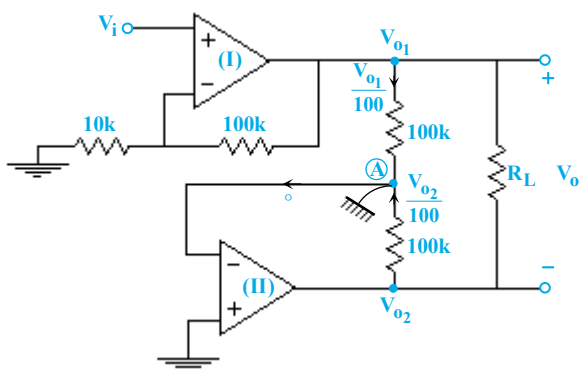 Vi
+
(I)
−
Vo1
+
Vo1/100
10k
100k
100k
A
Vo2/100
RL
Vo
100k
−
(II)
+
−
Vo2